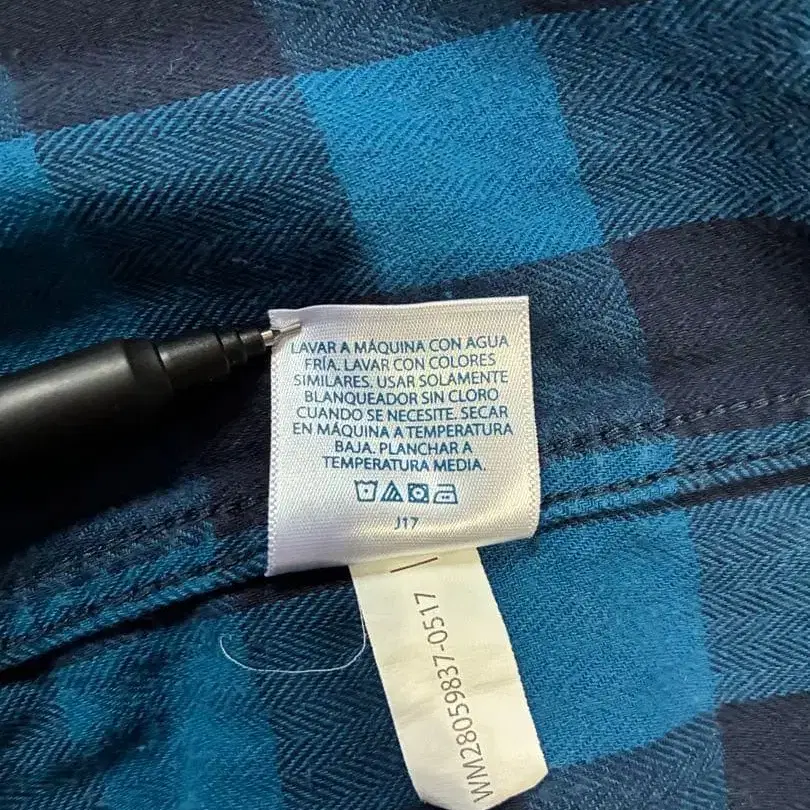 LAVAR A MÁQUINA CON AGUA
FRÍA. LAVAR CON COLORES
SIMILARES. USAR SOLAMENTE
BLANQUEADOR SIN CLORO
CUANDO SE NECESITE. SECAR
EN MÁQUINA A TEMPERATURA
BAJA. PLANCHAR A
TEMPERATURA MEDIA.
J17
WM28059837-0517